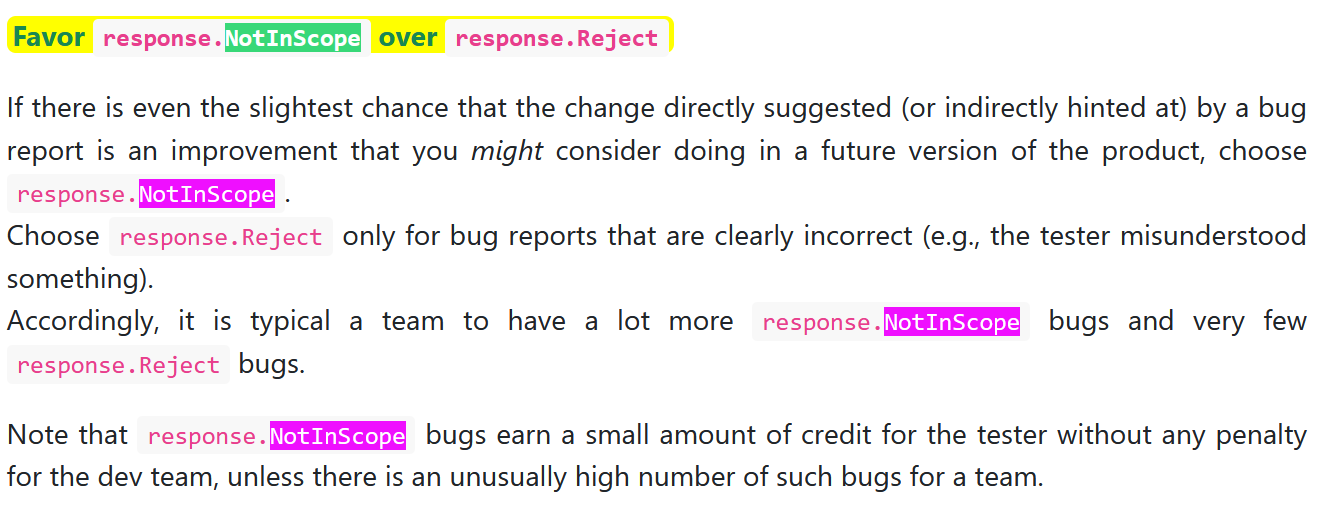 Favor response.NotInScope over response.Reject
If there is even the slightest chance that the change directly suggested (or indirectly hinted at) by a bug
report is an improvement that you might consider doing in a future version of the product, choose
response.NotInScope .
Choose response.Reject only for bug reports that are clearly incorrect (e.g., the tester misunderstood
something).
Accordingly, it is typical a team to have a lot more response.NotInScope bugs and very few
response.Reject bugs.
Note that response.NotInScope bugs earn a small amount of credit for the tester without any penalty
for the dev team, unless there is an unusually high number of such bugs for a team.